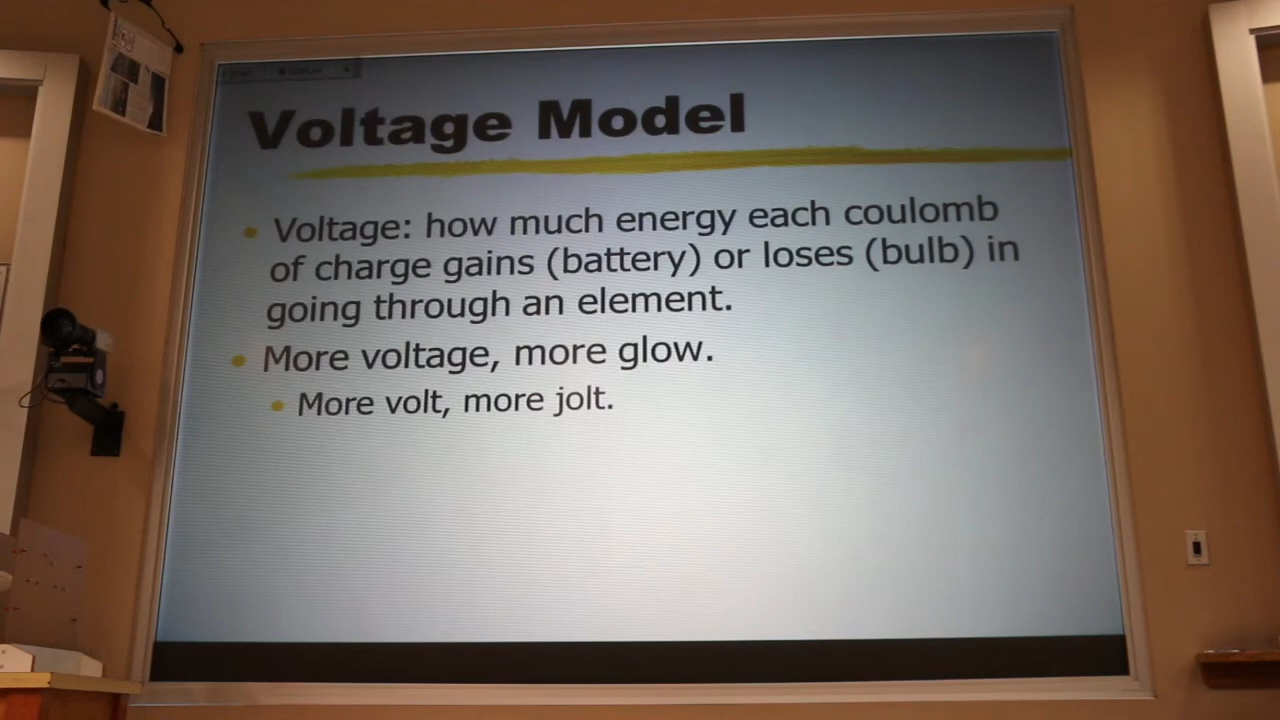 Voltage Model
Voltage: how much energy each coulomb
of charge gains (battery) or loses (bulb) in
going through an element.
More voltage, more glow.
More volt, more jolt.